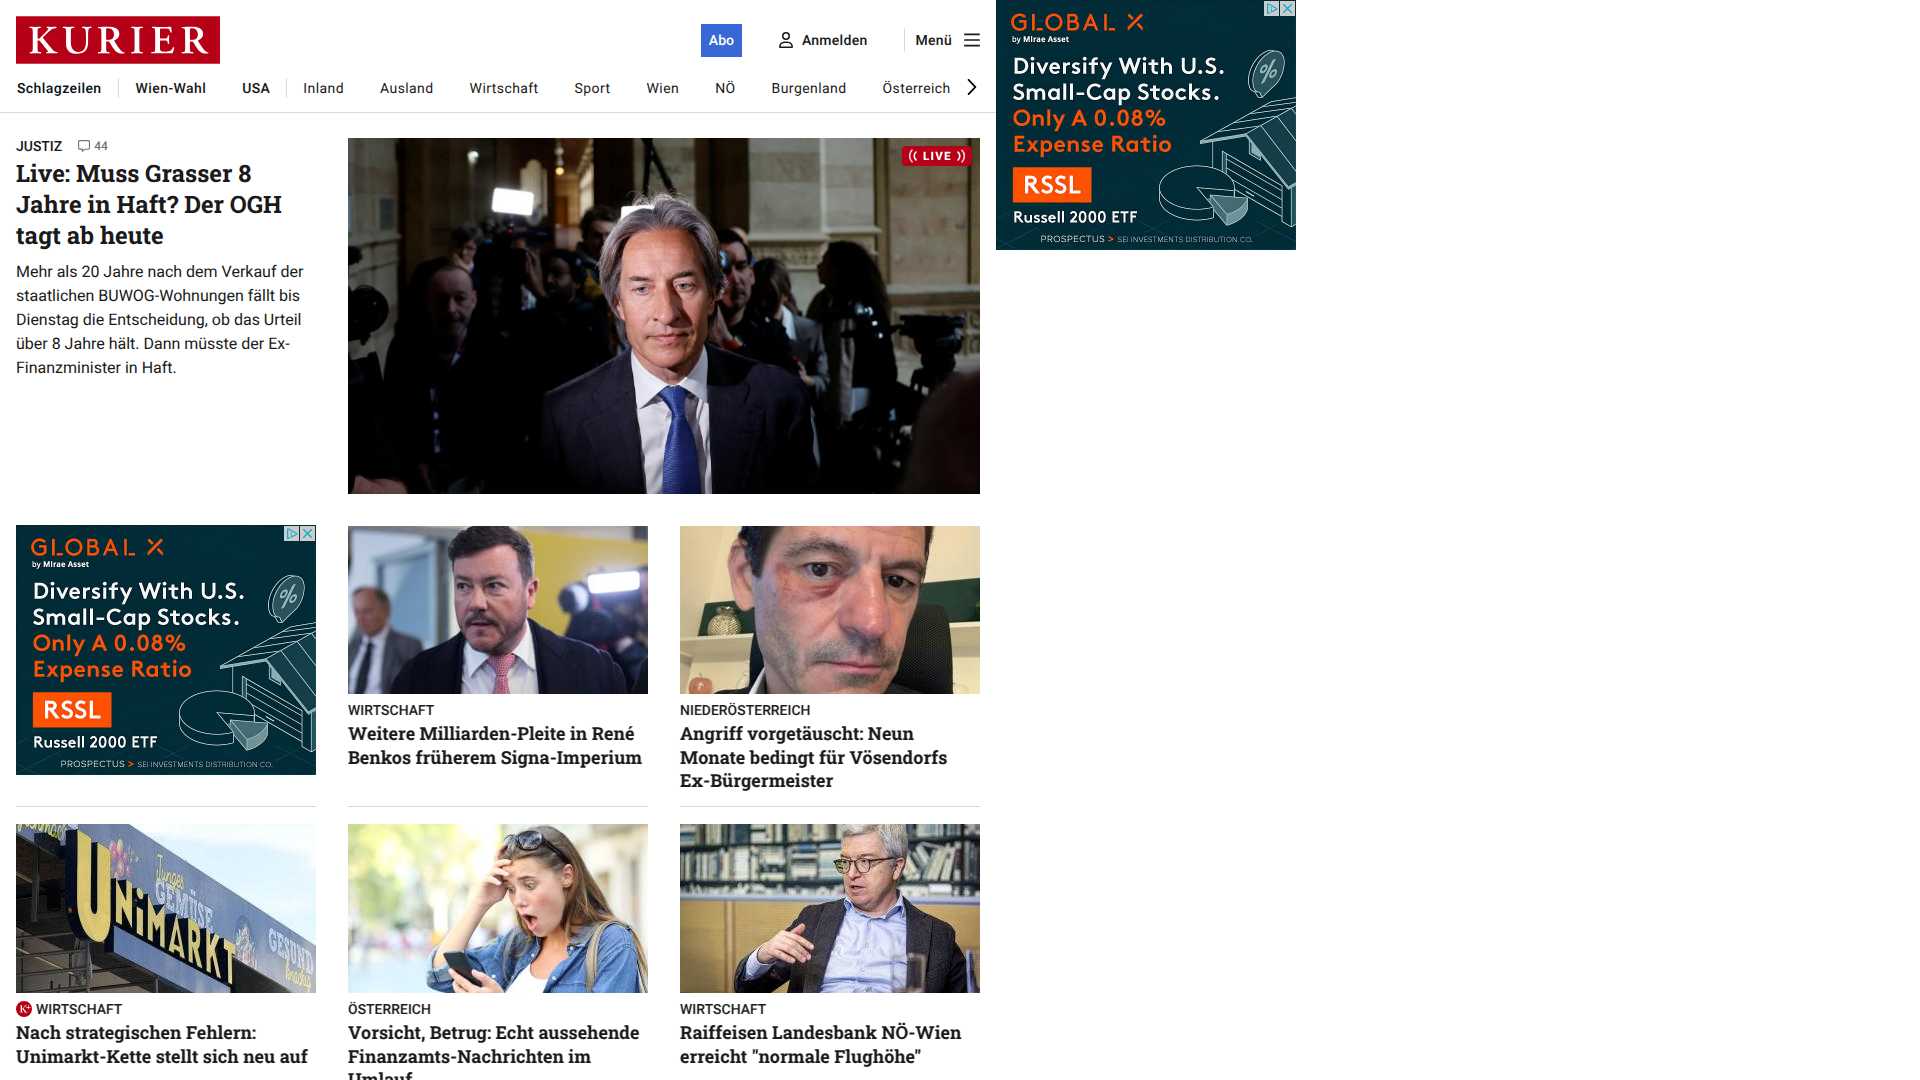 KURIER
Abo
Anmelden
Menü
Schlagzeilen
Wien-Wahl
USA
Inland
Ausland
Wirtschaft
Sport
Wien
NÖ
Burgenland
Österreich
JUSTIZ 44
Live: Muss Grasser 8
Jahre in Haft? Der OGH
tagt ab heute
Mehr als 20 Jahre nach dem Verkauf der
staatlichen BUWOG-Wohnungen fällt bis
Dienstag die Entscheidung, ob das Urteil
über 8 Jahre hält. Dann müsste der Ex-
Finanzminister in Haft.
LIVE
GLOBAL X
by Mirae Asset
Diversify With U.S.
Small-Cap Stocks.
Only A 0.08%
Expense Ratio
%
RSSL
Russell 2000 ETF
PROSPECTUS > SEI INVESTMENTS DISTRIBUTION CO.
GLOBAL X
by Mirae Asset
Diversify With U.S.
Small-Cap Stocks.
Only A 0.08%
Expense Ratio
%
RSSL
Russell 2000 ETF
PROSPECTUS > SEI INVESTMENTS DISTRIBUTION CO.
WIRTSCHAFT
Weitere Milliarden-Pleite in René
Benkos früherem Signa-Imperium
NIEDERÖSTERREICH
Angriff vorgetäuscht: Neun
Monate bedingt für Vösendorfs
Ex-Bürgermeister
UNIMARKT
Junges
GEMÜSE
GESUND
K+ WIRTSCHAFT
Nach strategischen Fehlern:
Unimarkt-Kette stellt sich neu auf
ÖSTERREICH
Vorsicht, Betrug: Echt aussehende
Finanzamts-Nachrichten im
Umlauf
WIRTSCHAFT
Raiffeisen Landesbank NÖ-Wien
erreicht "normale Flughöhe"